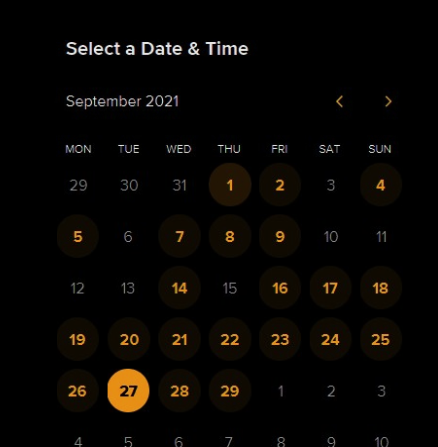 Select a Date & Time
September 2021
MON TUE WED THU FRI SAT SUN
29 30 31 1 2 3 4
5 6 7 8 9 10 11
12 13 14 15 16 17 18
19 20 21 22 23 24 25
26 27 28 29 1 2 3
4 5 6 7 8 9 10